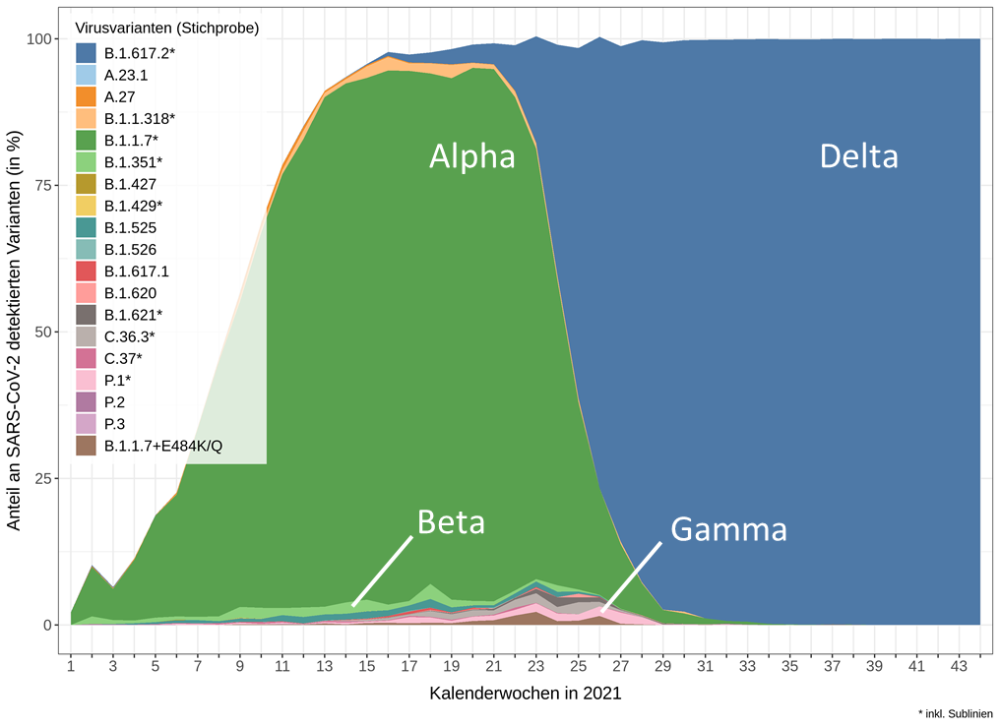 Virusvarianten (Stichprobe)
B.1.617.2*
A.23.1
A.27
B.1.1.318*
B.1.1.7*
B.1.351*
B.1.427
B.1.429*
B.1.525
B.1.526
B.1.617.1
B.1.620
B.1.621*
C.36.3*
C.37*
P.1*
P.2
P.3
B.1.1.7+E484K/Q
Anteil an SARS-CoV-2 detektierten Varianten (in %)
100
75
50
25
0
Alpha
Delta
Beta
Gamma
1 3 5 7 9 11 13 15 17 19 21 23 25 27 29 31 33 35 37 39 41 43
Kalenderwochen in 2021
* inkl. Sublinien